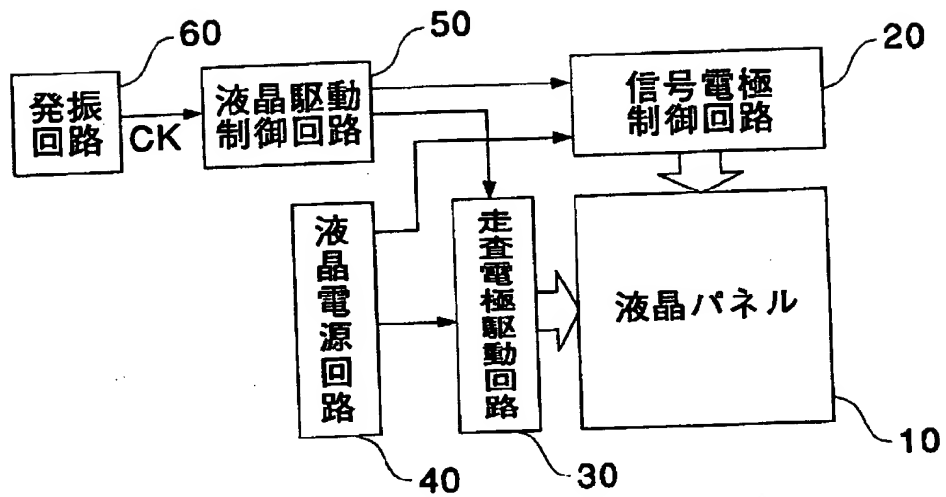 60
50
20
発振
回路
CK
液晶駆動
制御回路
信号電極
制御回路
液晶電源回路
走査電極駆動回路
液晶パネル
40
30
10